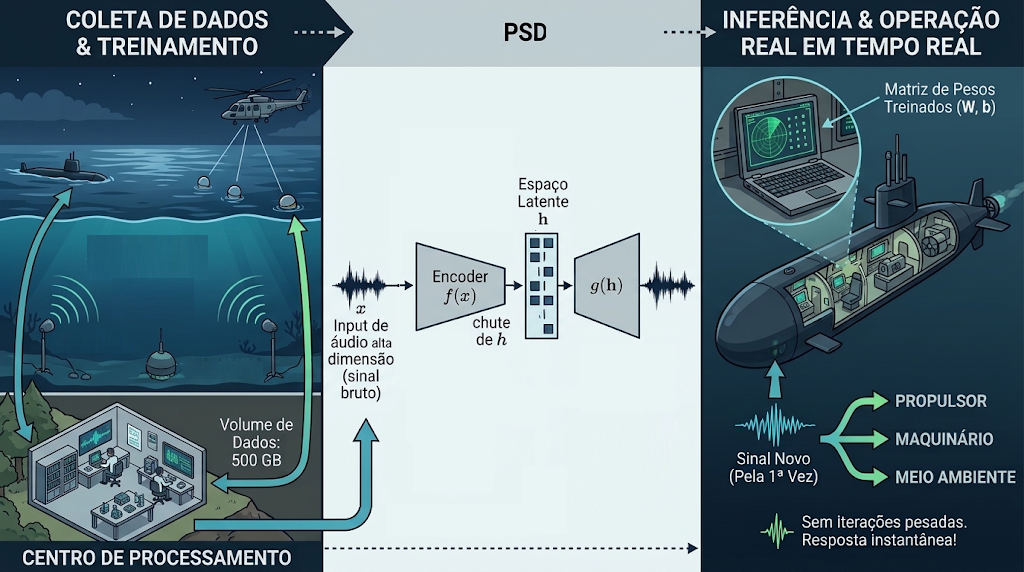 COLETA DE DADOS
& TREINAMENTO
PSD
INFERÊNCIA & OPERAÇÃO
REAL EM TEMPO REAL
Matriz de Pesos
Treinados (W, b)
Espaço
Latente
h
Encoder
f(x)
g(h)
x
Input de
áudio alta
dimensão
(sinal
bruto)
chute
de h
Volume de
Dados:
500 GB
CENTRO DE PROCESSAMENTO
Sinal Novo
(Pela 1ª Vez)
PROPULSOR
MAQUINÁRIO
MEIO AMBIENTE
Sem iterações pesadas.
Resposta instantânea!